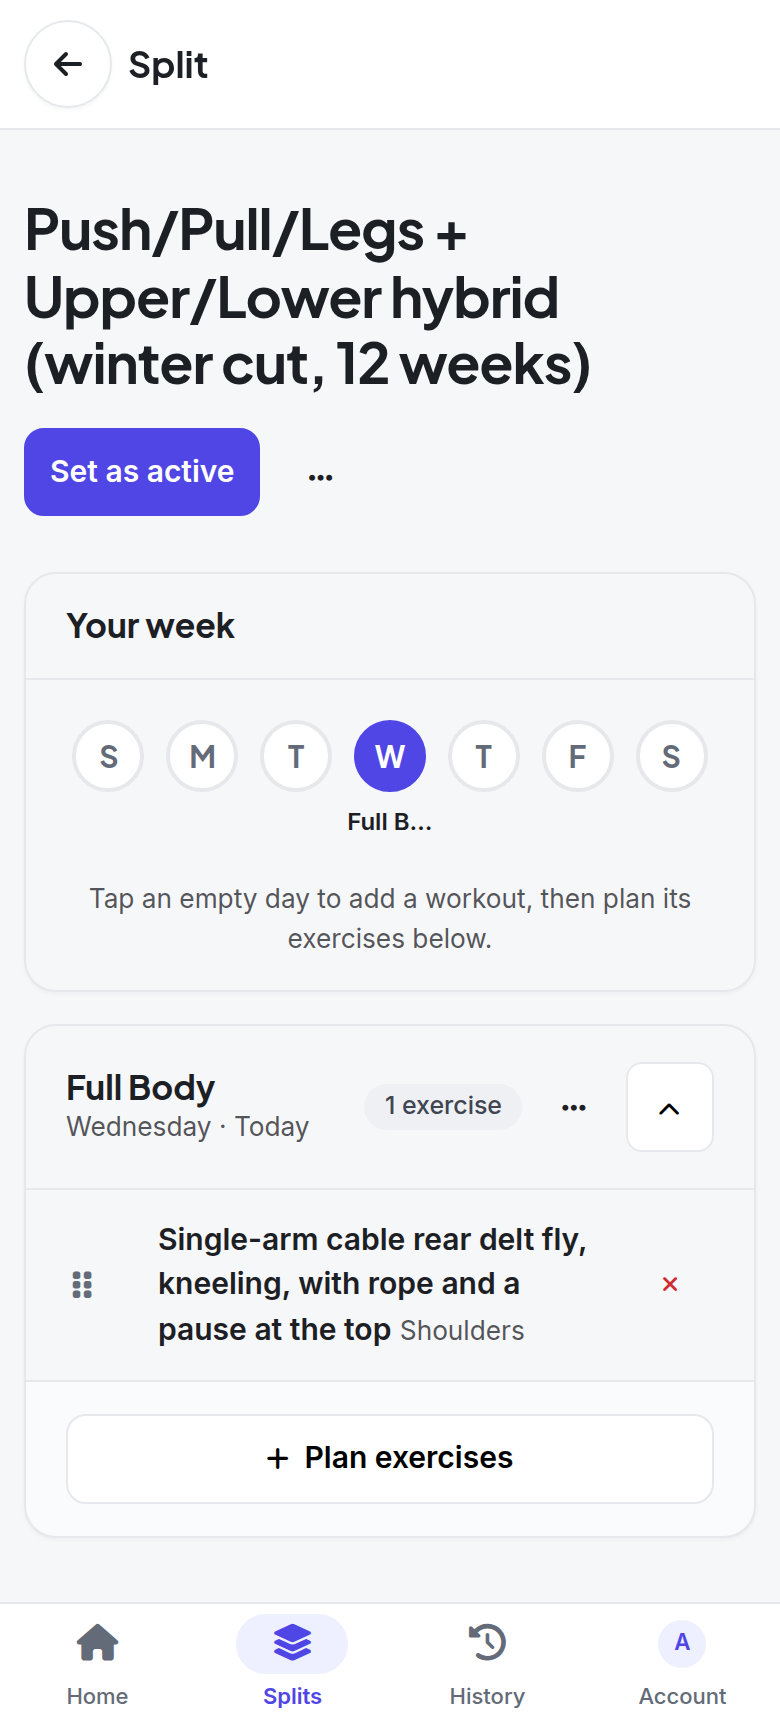 Split
Push/Pull/Legs +
Upper/Lower hybrid
(winter cut, 12 weeks)
Set as active
Your week
S M T W T F S
Full B...
Tap an empty day to add a workout, then plan its
exercises below.
Full Body
Wednesday · Today
1 exercise
Single-arm cable rear delt fly,
kneeling, with rope and a
pause at the top Shoulders
+ Plan exercises
Home
Splits
History
A
Account